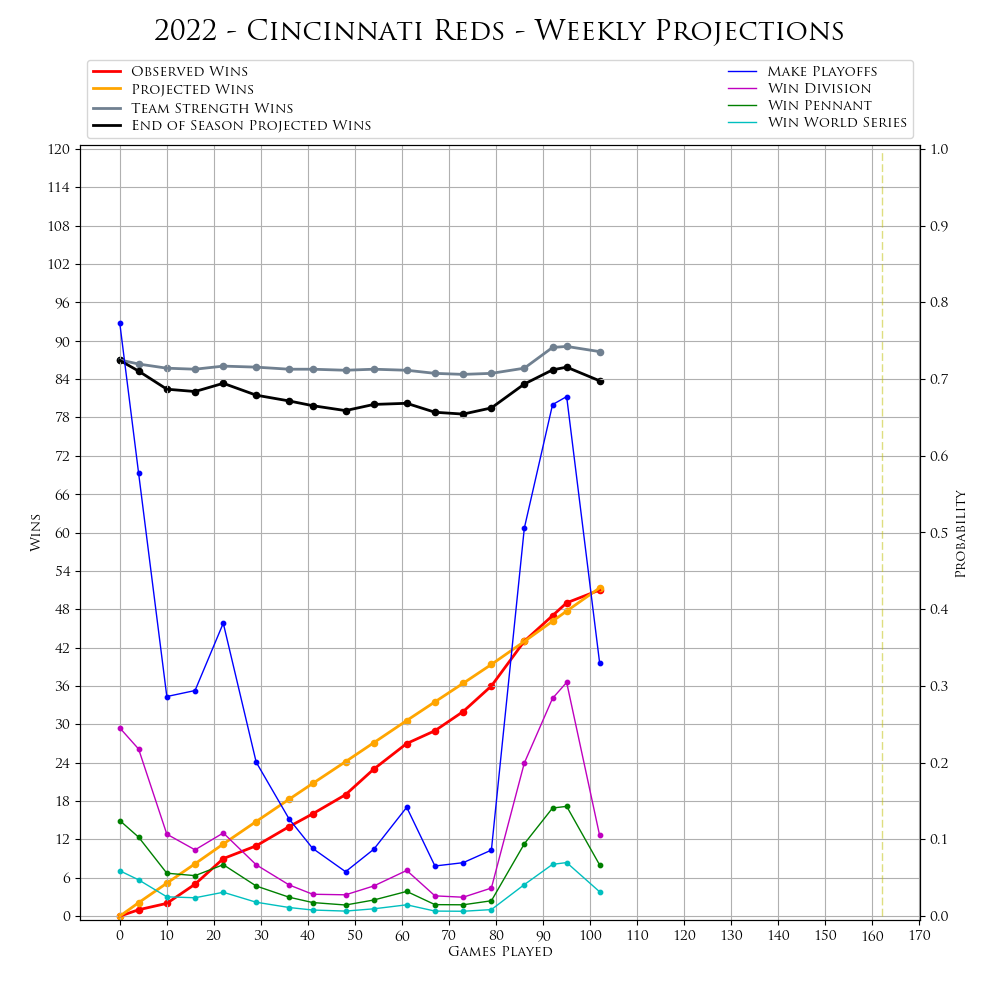 2022 - Cincinnati Reds - Weekly Projections
Observed Wins
Projected Wins
Team Strength Wins
End of Season Projected Wins
Make Playoffs
Win Division
Win Pennant
Win World Series
120
114
108
102
96
90
84
78
72
66
60
54
48
42
36
30
24
18
12
6
0
Wins
1.0
0.9
0.8
0.7
0.6
0.5
0.4
0.3
0.2
0.1
0.0
Probability
0 10 20 30 40 50 60 70 80 90 100 110 120 130 140 150 160 170
Games Played